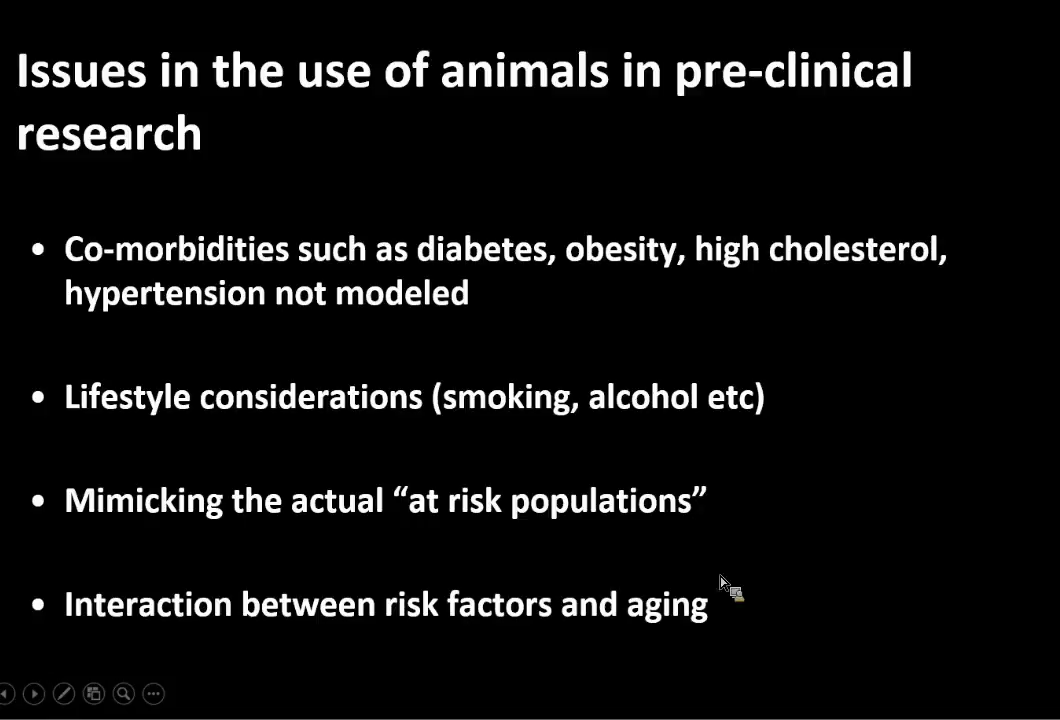 Issues in the use of animals in pre-clinical
research
• Co-morbidities such as diabetes, obesity, high cholesterol,
hypertension not modeled
• Lifestyle considerations (smoking, alcohol etc)
• Mimicking the actual “at risk populations”
• Interaction between risk factors and aging